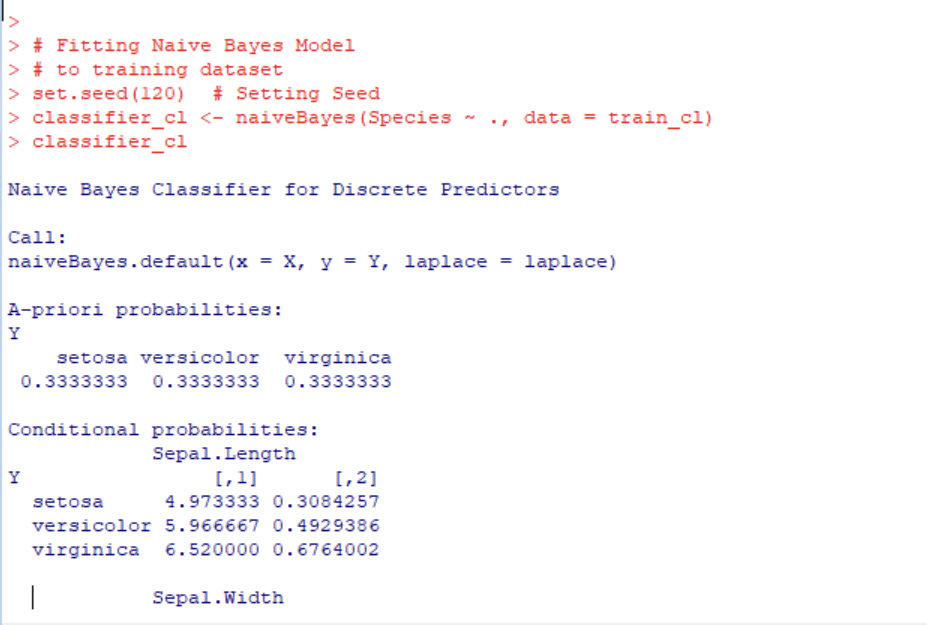 >
> # Fitting Naive Bayes Model
> # to training dataset
> set.seed(120)  # Setting Seed
> classifier_cl <- naiveBayes(Species ~ ., data = train_cl)
> classifier_cl
Naive Bayes Classifier for Discrete Predictors
Call:
naiveBayes.default(x = X, y = Y, laplace = laplace)
A-priori probabilities:
Y
    setosa versicolor  virginica
 0.3333333  0.3333333  0.3333333
Conditional probabilities:
            Sepal.Length
Y                [,1]      [,2]
  setosa     4.973333 0.3084257
  versicolor 5.966667 0.4929386
  virginica  6.520000 0.6764002
            Sepal.Width